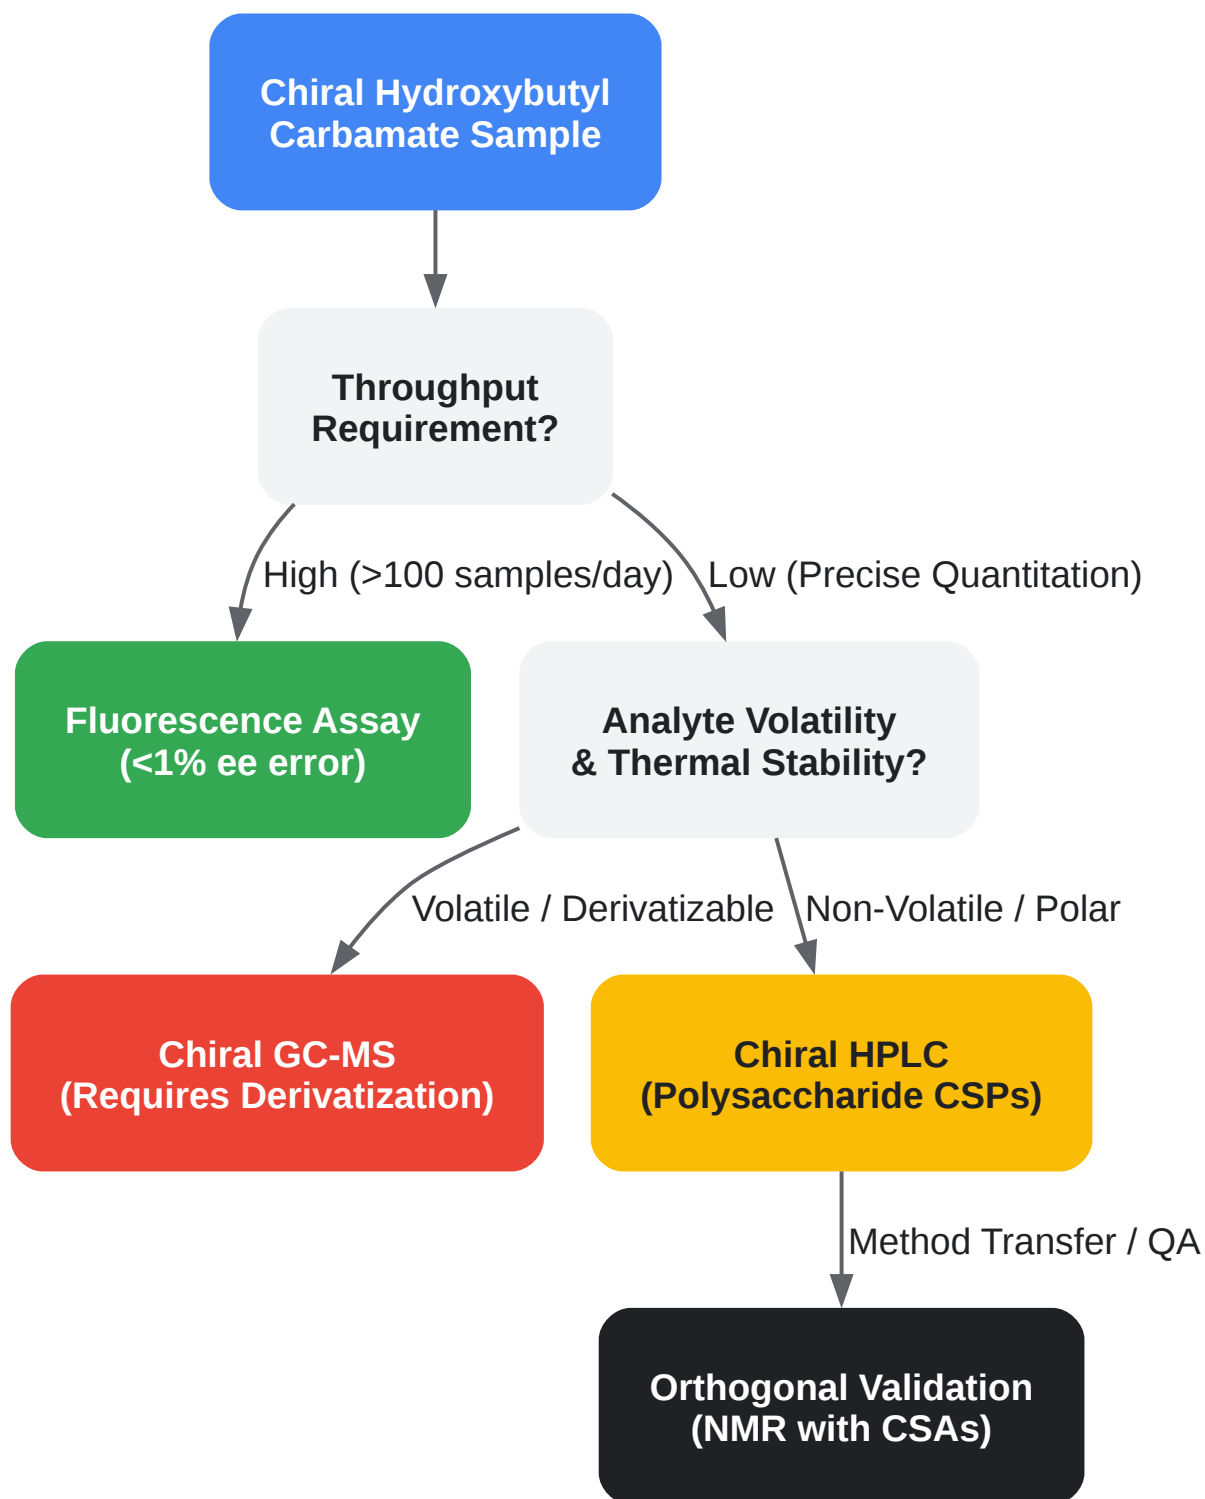 Chiral Hydroxybutyl
Carbamate Sample
Throughput
Requirement?
High (>100 samples/day)
Low (Precise Quantitation)
Fluorescence Assay
(<1% ee error)
Analyte Volatility
& Thermal Stability?
Volatile / Derivatizable
Non-Volatile / Polar
Chiral GC-MS
(Requires Derivatization)
Chiral HPLC
(Polysaccharide CSPs)
Method Transfer / QA
Orthogonal Validation
(NMR with CSAs)